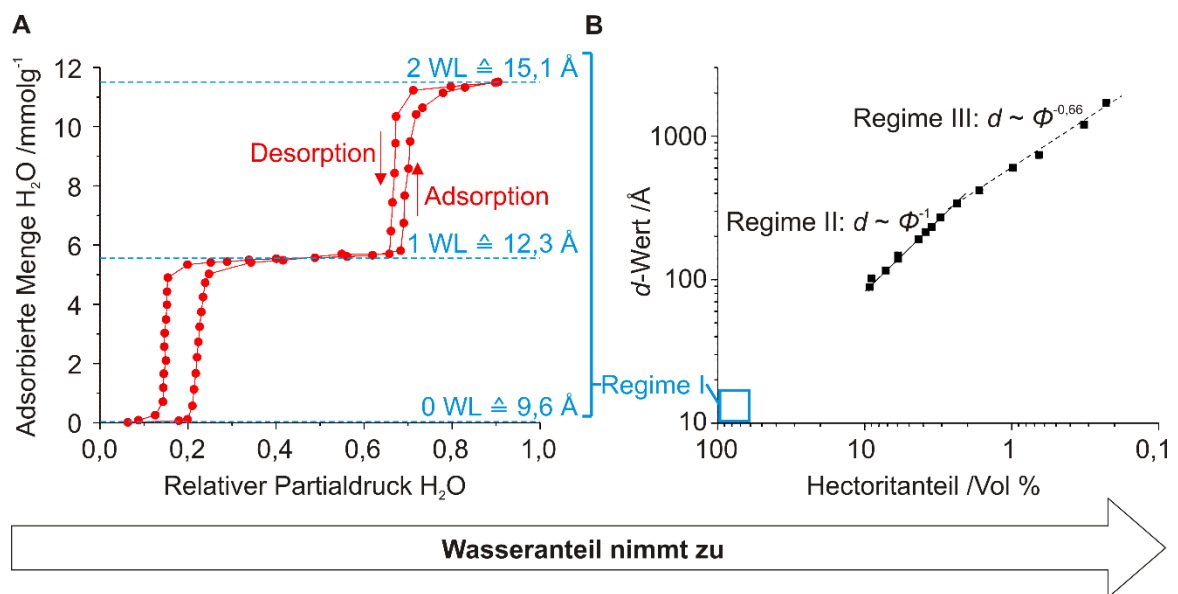 A
B
2 WL ≙ 15,1 Å
Desorption
Adsorption
1 WL ≙ 12,3 Å
0 WL ≙ 9,6 Å
Adsorbierte Menge H₂O /mmolg⁻¹
12
10
8
6
4
2
0
0,0
0,2
0,4
0,6
0,8
1,0
Relativer Partialdruck H₂O
Regime I
Regime III: d ~ Φ⁻⁰·⁶⁶
Regime II: d ~ Φ⁻¹
d-Wert /Å
1000
100
10
100
10
1
0,1
Hectoritanteil /Vol %
Wasseranteil nimmt zu